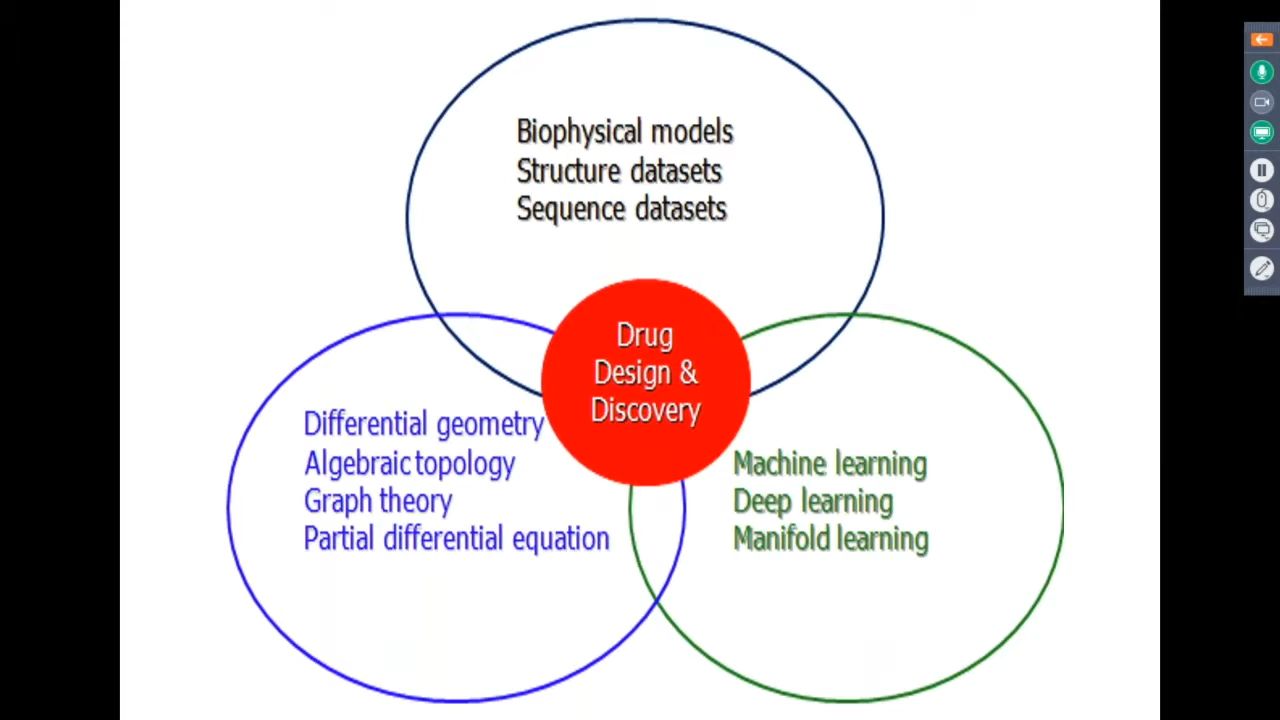 Biophysical models
Structure datasets
Sequence datasets
Drug
Design &
Discovery
Differential geometry
Algebraic topology
Graph theory
Partial differential equation
Machine learning
Deep learning
Manifold learning